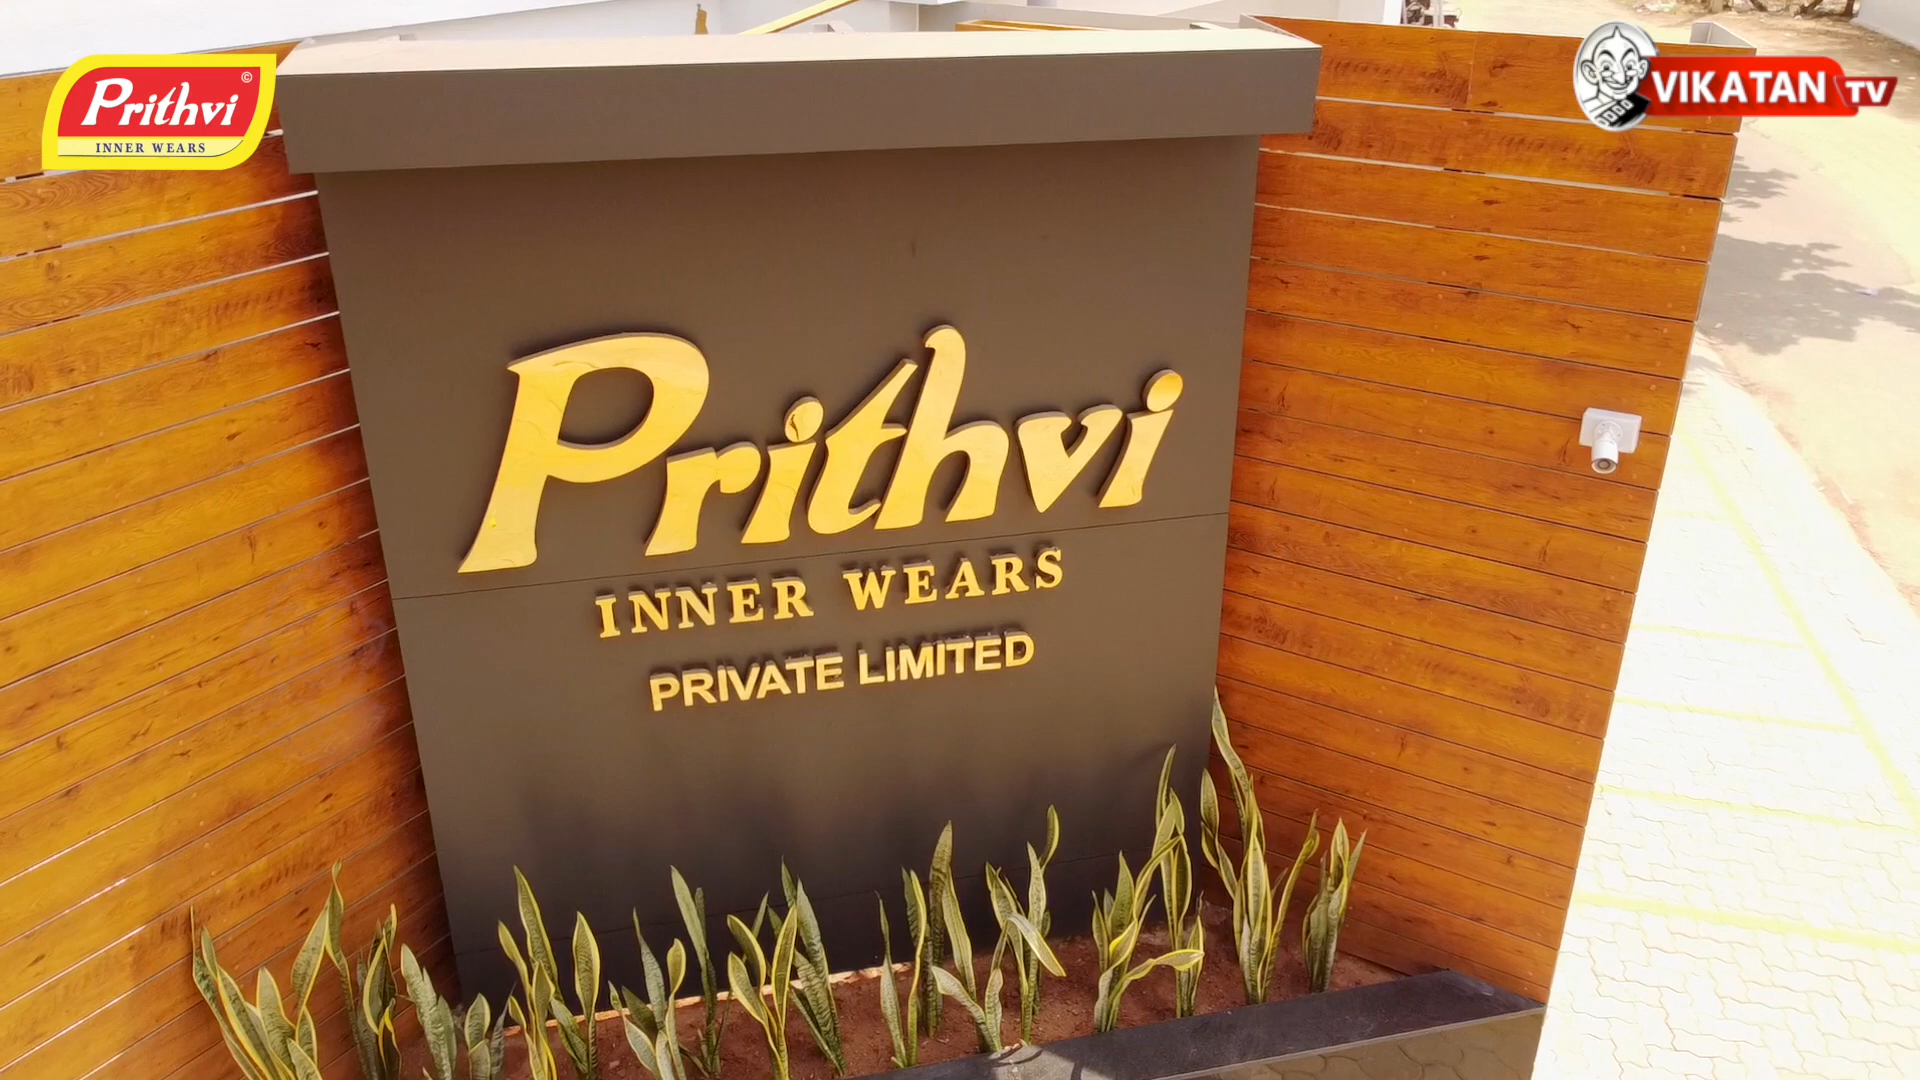 Prithvi ©
INNER WEARS
VIKATAN TV
Prithvi
INNER WEARS
PRIVATE LIMITED